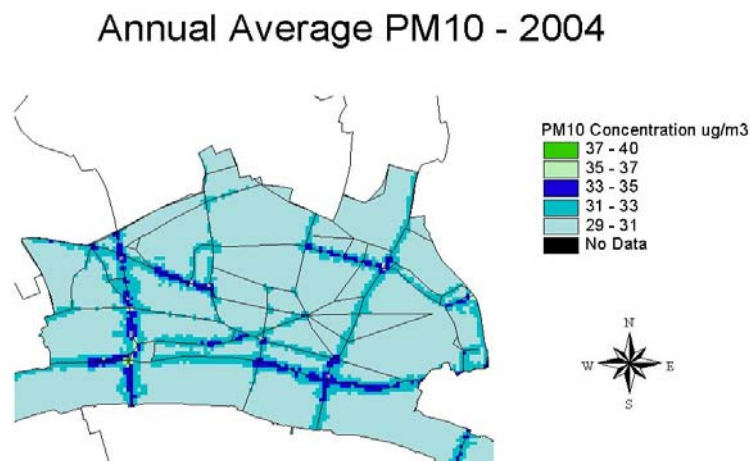 Annual Average PM10 - 2004
PM10 Concentration ug/m3
37 - 40
35 - 37
33 - 35
31 - 33
29 - 31
No Data
N
W E
S